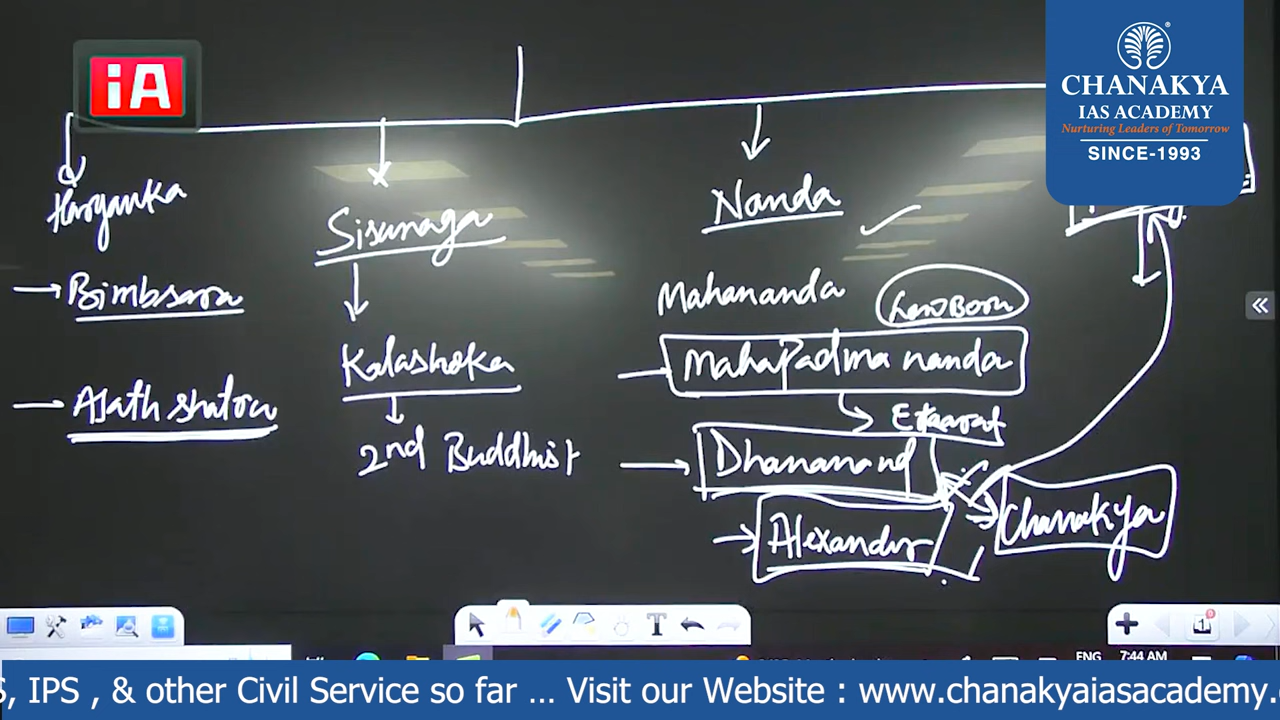 iA
CHANAKYA
IAS ACADEMY
Nurturing Leaders of Tomorrow
SINCE-1993
Haryanka
Bimbsara
Ajath shatru
Sisunaga
Kalashoka
2nd Buddhist
Nanda
Mahananda
Low Born
Mahapadma nanda
Ekaarat
Dhananand
Alexander
Chanakya
T
1
ENG
7:44 AM
S, IPS , & other Civil Service so far ... Visit our Website : www.chanakyaiasacademy.